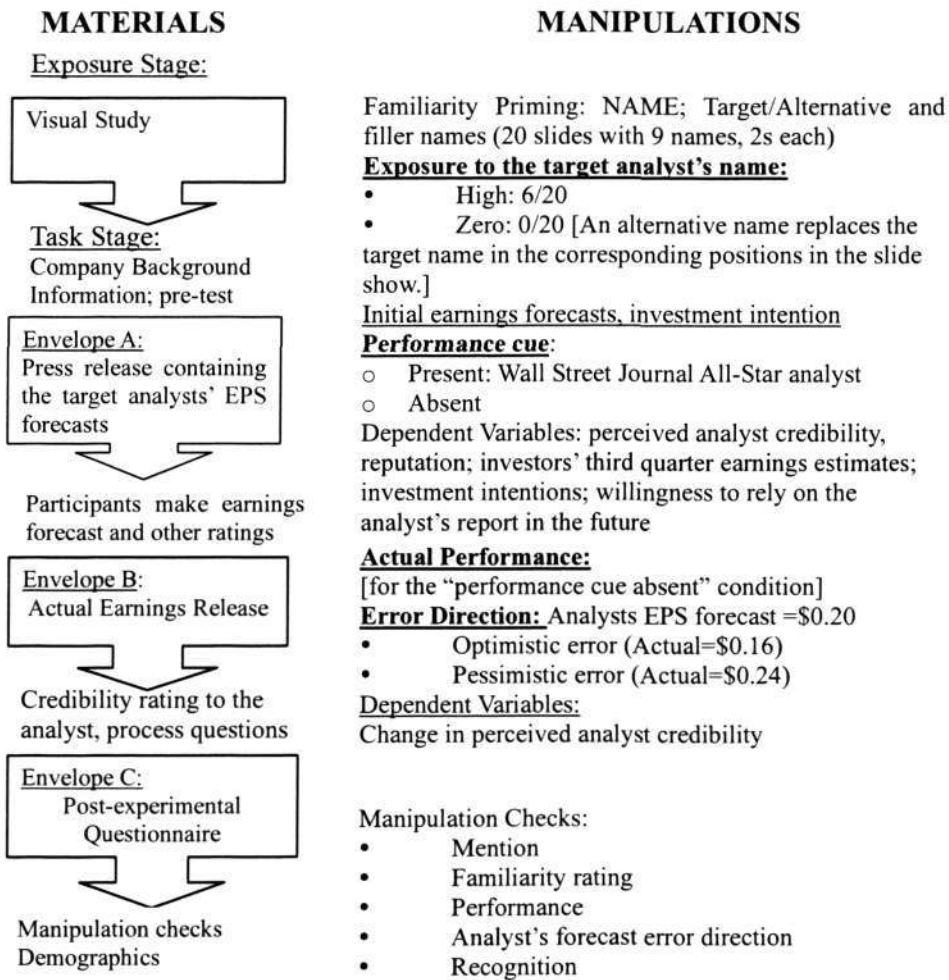 MATERIALS
Exposure Stage:
Visual Study
Task Stage:
Company Background
Information; pre-test
Envelope A:
Press release containing
the target analysts' EPS
forecasts
Participants make earnings
forecast and other ratings
Envelope B:
Actual Earnings Release
Credibility rating to the
analyst, process questions
Envelope C:
Post-experimental
Questionnaire
Manipulation checks
Demographics
MANIPULATIONS
Familiarity Priming: NAME; Target/Alternative and
filler names (20 slides with 9 names, 2s each)
Exposure to the target analyst's name:
• High: 6/20
• Zero: 0/20 [An alternative name replaces the
target name in the corresponding positions in the slide
show.]
Initial earnings forecasts, investment intention
Performance cue:
○ Present: Wall Street Journal All-Star analyst
○ Absent
Dependent Variables: perceived analyst credibility,
reputation; investors' third quarter earnings estimates;
investment intentions; willingness to rely on the
analyst's report in the future
Actual Performance:
[for the "performance cue absent" condition]
Error Direction: Analysts EPS forecast =$0.20
• Optimistic error (Actual=$0.16)
• Pessimistic error (Actual=$0.24)
Dependent Variables:
Change in perceived analyst credibility
Manipulation Checks:
• Mention
• Familiarity rating
• Performance
• Analyst's forecast error direction
• Recognition